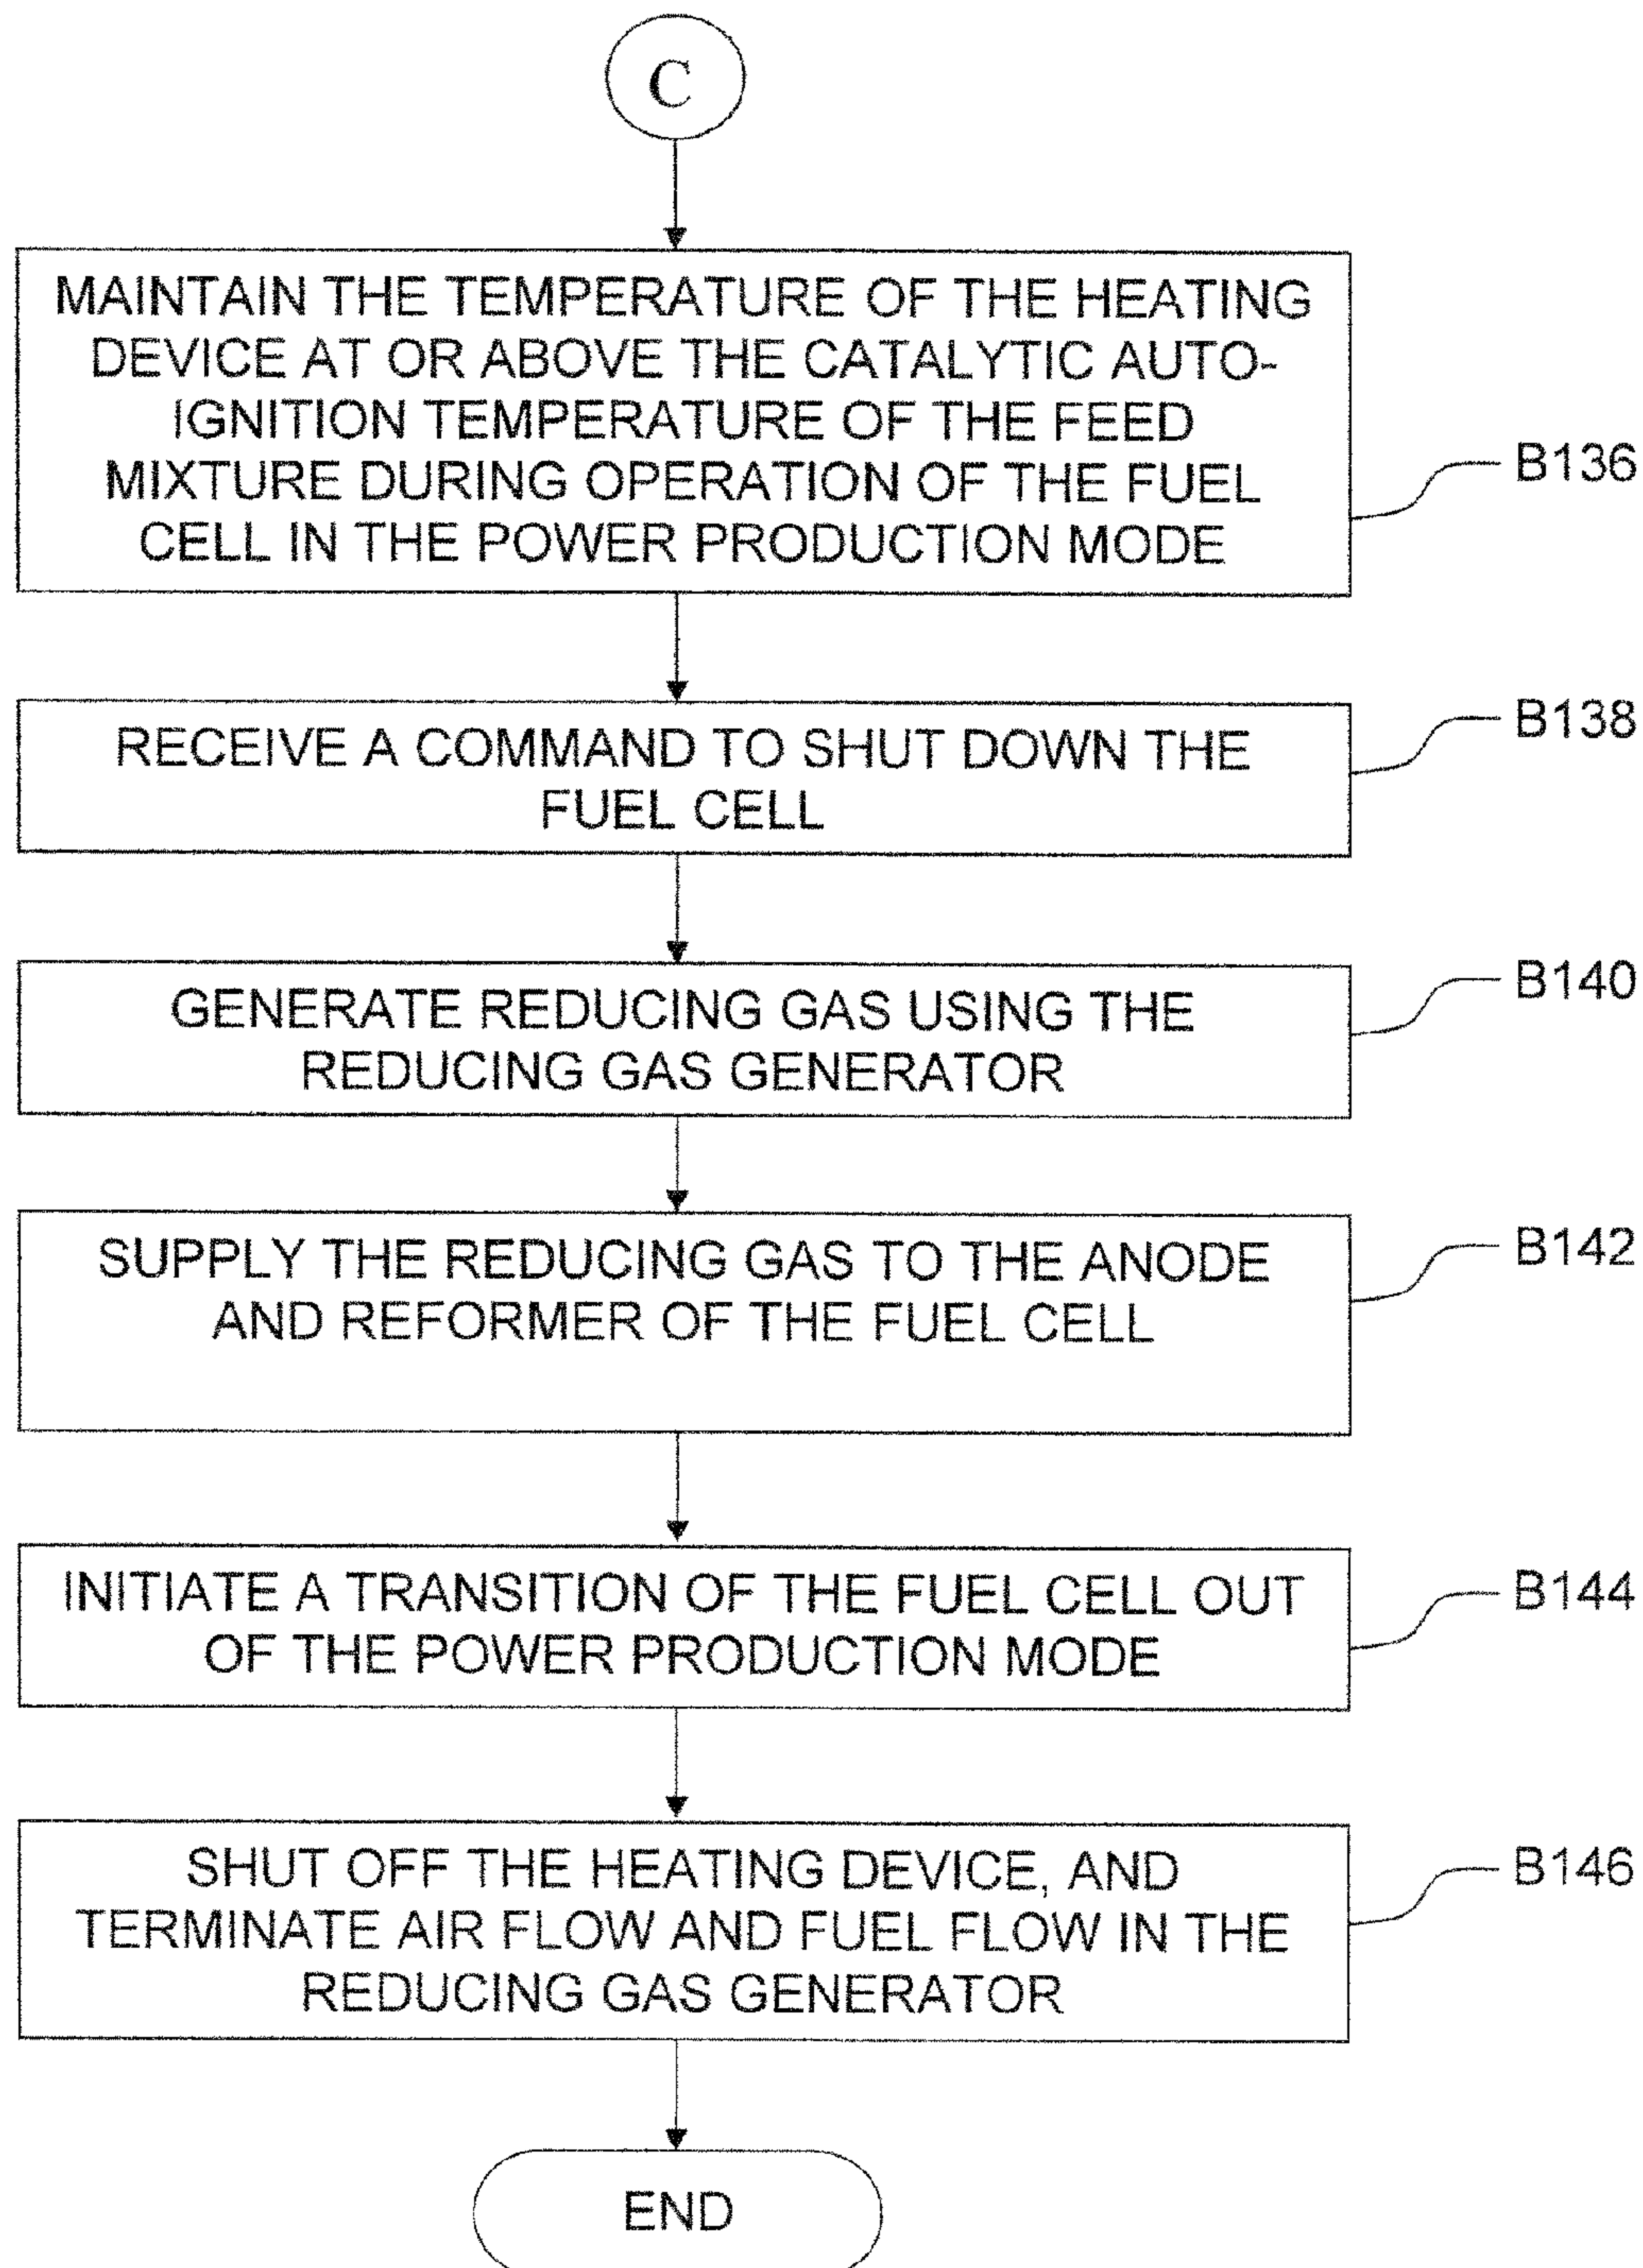 C
MAINTAIN THE TEMPERATURE OF THE HEATING
DEVICE AT OR ABOVE THE CATALYTIC AUTO-
IGNITION TEMPERATURE OF THE FEED
MIXTURE DURING OPERATION OF THE FUEL
CELL IN THE POWER PRODUCTION MODE
B136
RECEIVE A COMMAND TO SHUT DOWN THE
FUEL CELL
B138
GENERATE REDUCING GAS USING THE
REDUCING GAS GENERATOR
B140
SUPPLY THE REDUCING GAS TO THE ANODE
AND REFORMER OF THE FUEL CELL
B142
INITIATE A TRANSITION OF THE FUEL CELL OUT
OF THE POWER PRODUCTION MODE
B144
SHUT OFF THE HEATING DEVICE, AND
TERMINATE AIR FLOW AND FUEL FLOW IN THE
REDUCING GAS GENERATOR
B146
END